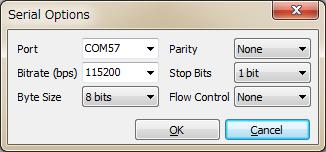 Serial Options
Port COM57 Parity None
Bitrate (bps) 115200 Stop Bits 1 bit
Byte Size 8 bits Flow Control None
OK Cancel